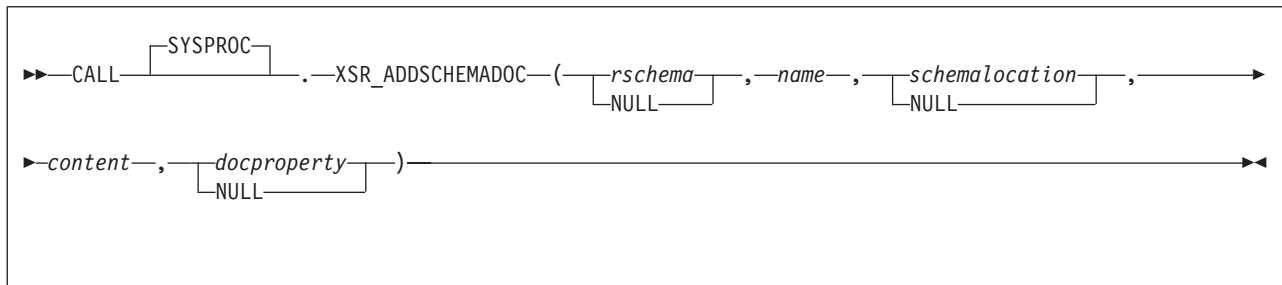 SYSPROC
CALL . XSR_ADDSCHEMADOC ( rschema , name , schemalocation ,
NULL NULL
content , docproperty )
NULL